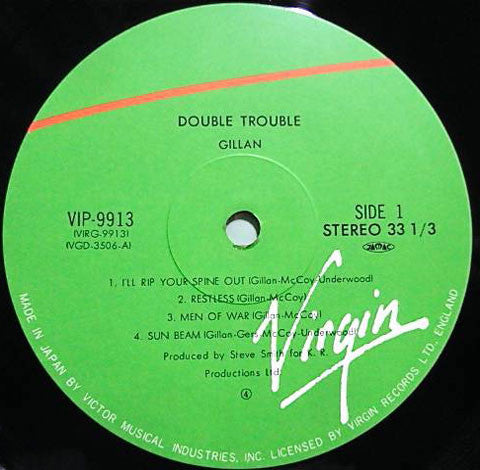 DOUBLE TROUBLE
GILLAN
VIP-9913
(VIRG-9913)
(VGD-3506-A)
SIDE 1
STEREO 33 1/3
1. I'LL RIP YOUR SPINE OUT (Gillan-McCoy-Underwood)
2. RESTLESS (Gillan-McCoy)
3. MEN OF WAR (Gillan-McCoy)
4. SUN BEAM (Gillan-Gers-McCoy-Underwood)
Produced by Steve Smith for K. R.
Productions Ltd.
④
Virgin
MADE IN JAPAN BY VICTOR MUSICAL INDUSTRIES, INC. LICENSED BY VIRGIN RECORDS LTD., ENGLAND